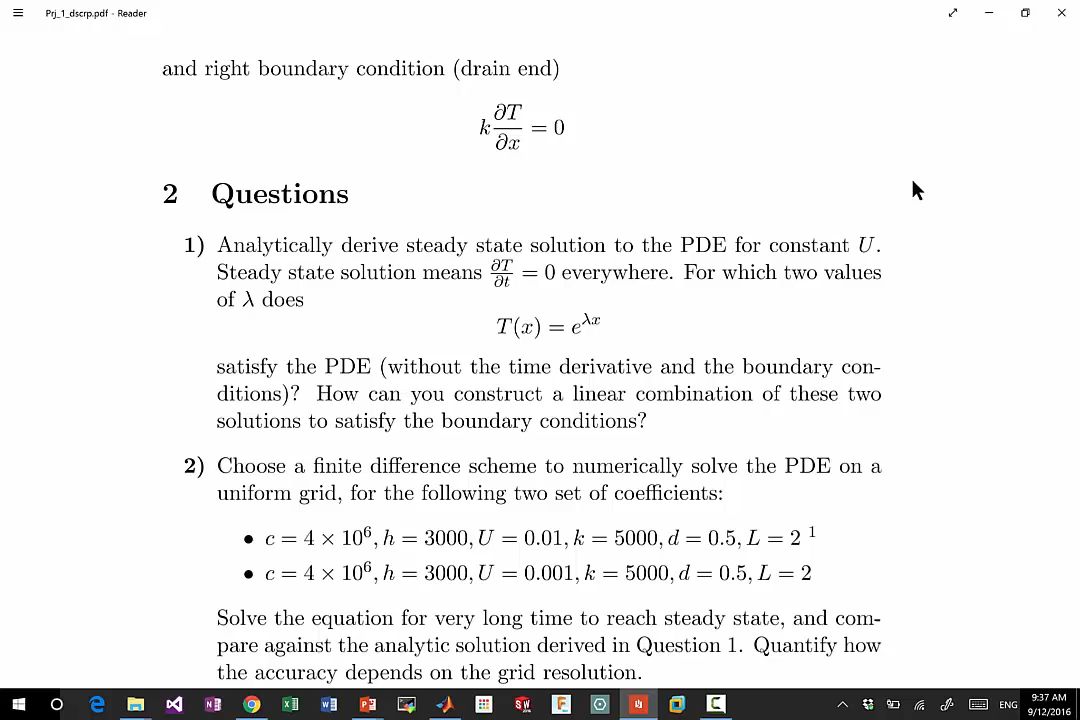 Prj_1_dscrp.pdf - Reader
and right boundary condition (drain end)
k ∂T/∂x = 0
2 Questions
1) Analytically derive steady state solution to the PDE for constant U.
Steady state solution means ∂T/∂t = 0 everywhere. For which two values
of λ does
T(x) = e^{λx}
satisfy the PDE (without the time derivative and the boundary con-
ditions)? How can you construct a linear combination of these two
solutions to satisfy the boundary conditions?
2) Choose a finite difference scheme to numerically solve the PDE on a
uniform grid, for the following two set of coefficients:
• c = 4 × 10⁶, h = 3000, U = 0.01, k = 5000, d = 0.5, L = 2 ¹
• c = 4 × 10⁶, h = 3000, U = 0.001, k = 5000, d = 0.5, L = 2
Solve the equation for very long time to reach steady state, and com-
pare against the analytic solution derived in Question 1. Quantify how
the accuracy depends on the grid resolution.
ENG
9:37 AM
9/12/2016